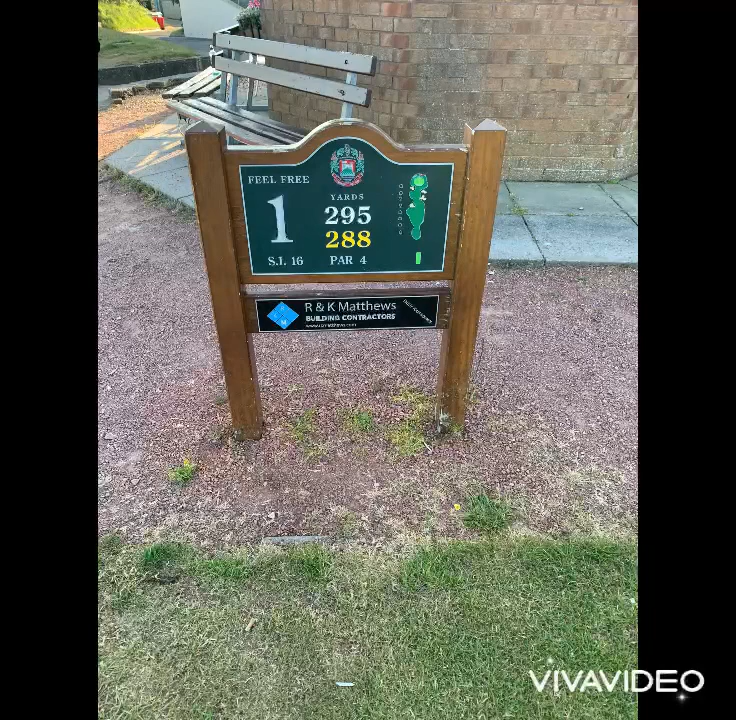 FEEL FREE
1
YARDS
295
288
S.I. 16
PAR 4
R & K Matthews
BUILDING CONTRACTORS
VIVAVIDEO